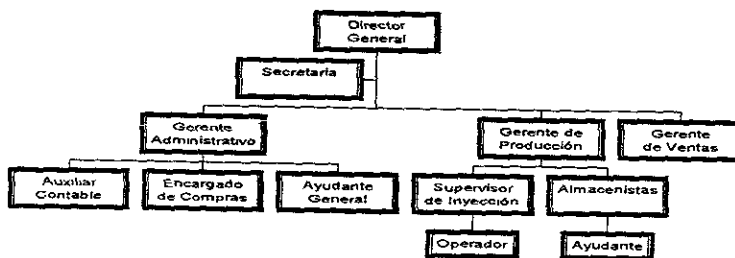 Director
General
Secretaria
Gerente
Administrativo
Gerente de
Producción
Gerente
de Ventas
Auxiliar
Contable
Encargado
de Compras
Ayudante
General
Supervisor
de Inyección
Almacenistas
Operador
Ayudante